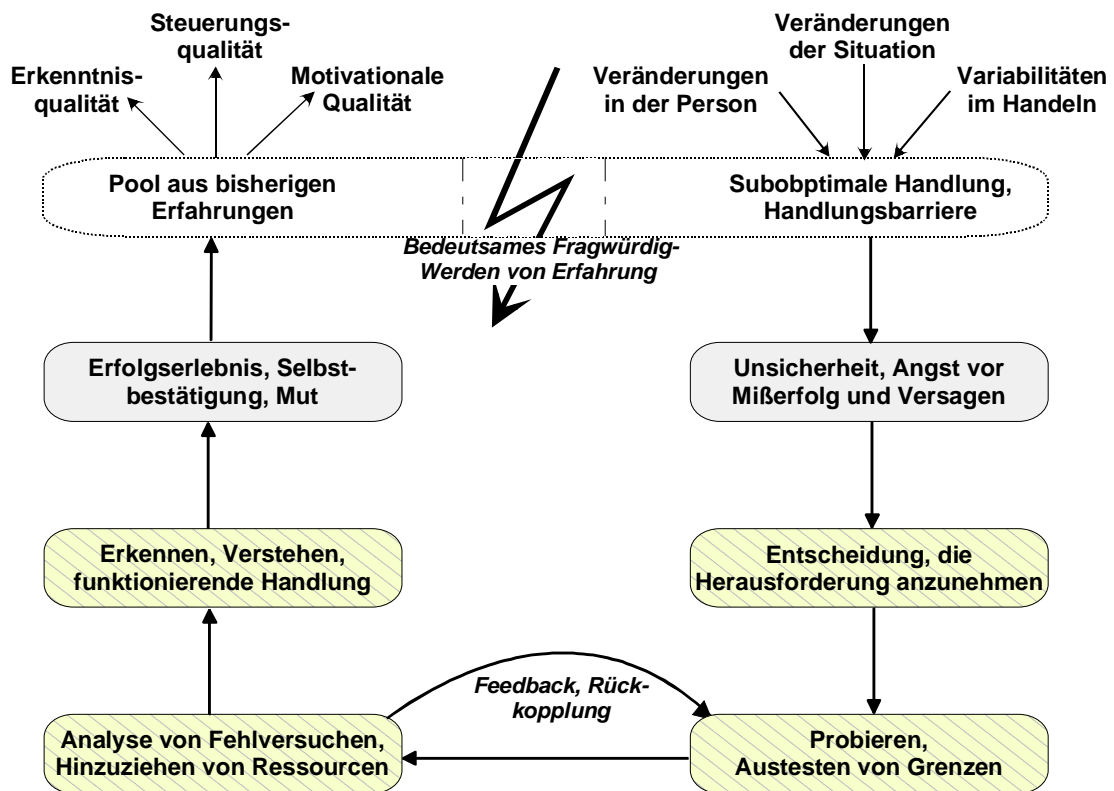 Steuerungs-
qualität
Erkenntnis-
qualität
Motivationale
Qualität
Veränderungen
der Situation
Veränderungen
in der Person
Variabilitäten
im Handeln
Pool aus bisherigen
Erfahrungen
Subobptimale Handlung,
Handlungsbarriere
Bedeutsames Fragwürdig-
Werden von Erfahrung
Erfolgserlebnis, Selbst-
bestätigung, Mut
Unsicherheit, Angst vor
Mißerfolg und Versagen
Erkennen, Verstehen,
funktionierende Handlung
Entscheidung, die
Herausforderung anzunehmen
Feedback, Rück-
kopplung
Analyse von Fehlversuchen,
Hinzuziehen von Ressourcen
Probieren,
Austesten von Grenzen